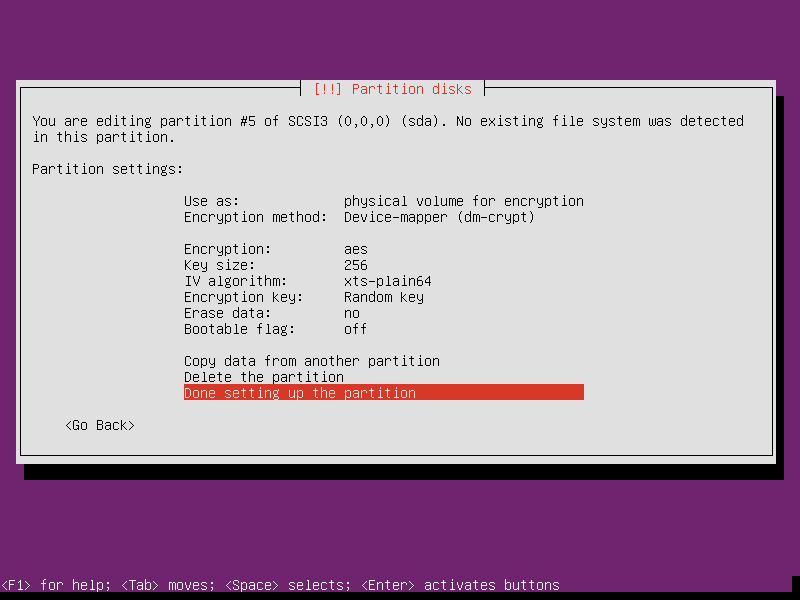 [!!] Partition disks
You are editing partition #5 of SCSI3 (0,0,0) (sda). No existing file system was detected
in this partition.
Partition settings:
Use as: physical volume for encryption
Encryption method: Device-mapper (dm-crypt)
Encryption: aes
Key size: 256
IV algorithm: xts-plain64
Encryption key: Random key
Erase data: no
Bootable flag: off
Copy data from another partition
Delete the partition
Done setting up the partition
<Go Back>
<F1> for help; <Tab> moves; <Space> selects; <Enter> activates buttons